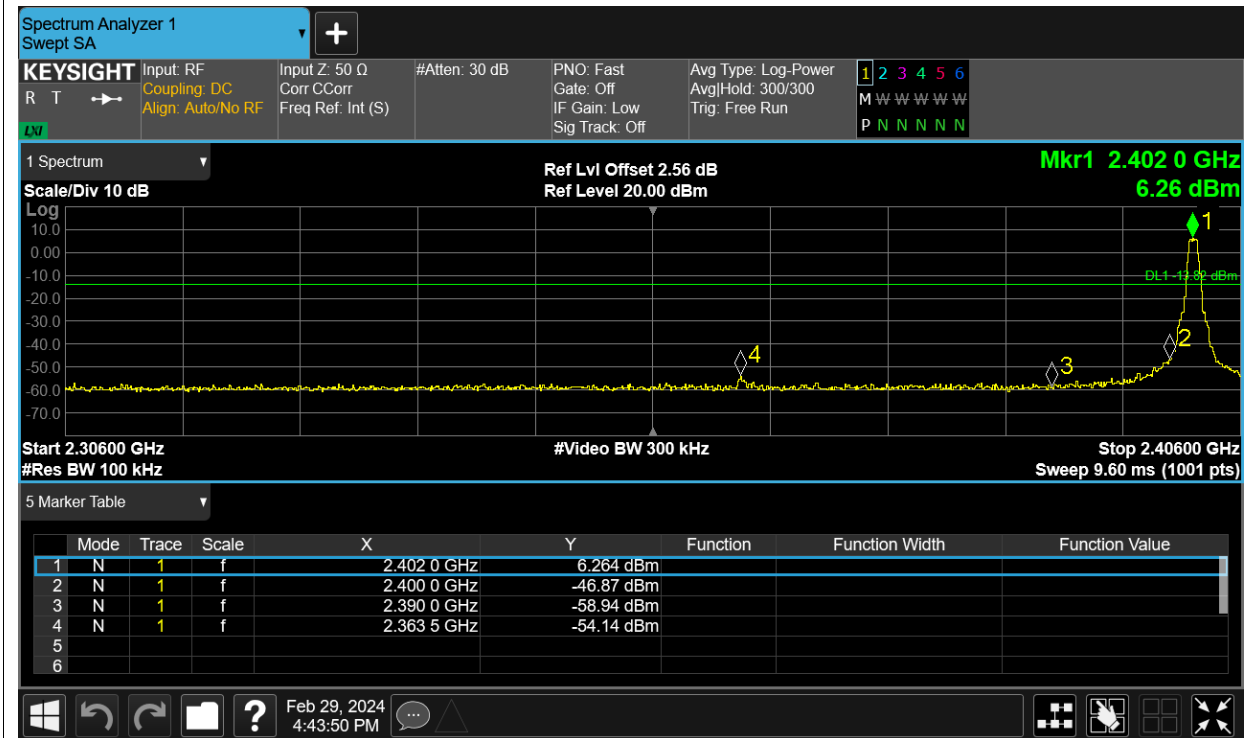 Spectrum Analyzer 1
Swept SA
KEYSIGHT
R T
LXI
Input: RF
Coupling: DC
Align: Auto/No RF
Input Z: 50 Ω
Corr CCorr
Freq Ref: Int (S)
#Atten: 30 dB
PNO: Fast
Gate: Off
IF Gain: Low
Sig Track: Off
Avg Type: Log-Power
Avg|Hold: 300/300
Trig: Free Run
1 2 3 4 5 6
M W W W W W
P N N N N N
1 Spectrum
Scale/Div 10 dB
Ref Lvl Offset 2.56 dB
Ref Level 20.00 dBm
Mkr1 2.402 0 GHz
6.26 dBm
Log
10.0
0.00
-10.0
-20.0
-30.0
-40.0
-50.0
-60.0
-70.0
1
DL1 -13.82 dBm
2
3
4
Start 2.30600 GHz
#Video BW 300 kHz
Stop 2.40600 GHz
#Res BW 100 kHz
Sweep 9.60 ms (1001 pts)
5 Marker Table
Mode Trace Scale X Y Function Function Width Function Value
1 N 1 f 2.402 0 GHz 6.264 dBm
2 N 1 f 2.400 0 GHz -46.87 dBm
3 N 1 f 2.390 0 GHz -58.94 dBm
4 N 1 f 2.363 5 GHz -54.14 dBm
5
6
?
Feb 29, 2024
4:43:50 PM